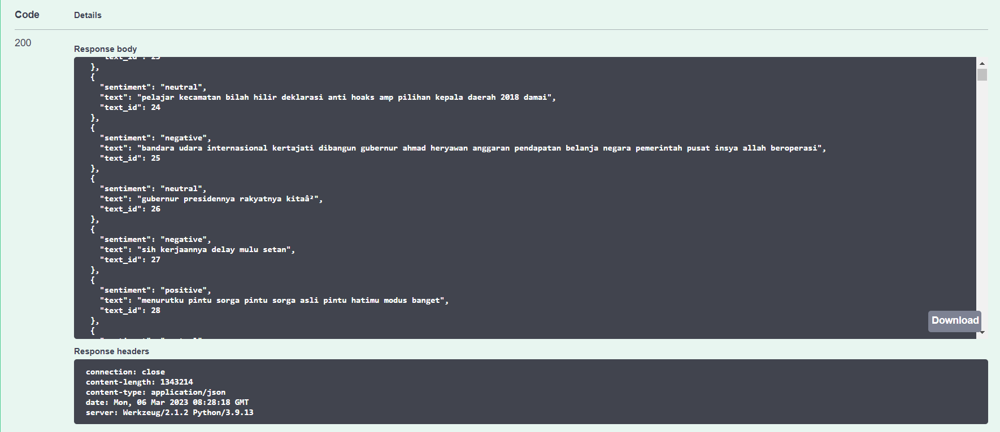 Code Details
200
Response body
"text_id": 23
},
{
"sentiment": "neutral",
"text": "pelajar kecamatan bilah hilir deklarasi anti hoaks amp pilihan kepala daerah 2018 damai",
"text_id": 24
},
{
"sentiment": "negative",
"text": "bandara udara internasional kertajati dibangun gubernur ahmad heryawan anggaran pendapatan belanja negara pemerintah pusat insya allah beroperasi",
"text_id": 25
},
{
"sentiment": "neutral",
"text": "gubernur presidennya rakyatnya kitaâ²",
"text_id": 26
},
{
"sentiment": "negative",
"text": "sih kerjaannya delay mulu setan",
"text_id": 27
},
{
"sentiment": "positive",
"text": "menurutku pintu sorga pintu sorga asli pintu hatimu modus banget",
"text_id": 28
},
{
Download
Response headers
connection: close
content-length: 1343214
content-type: application/json
date: Mon, 06 Mar 2023 08:28:18 GMT
server: Werkzeug/2.1.2 Python/3.9.13